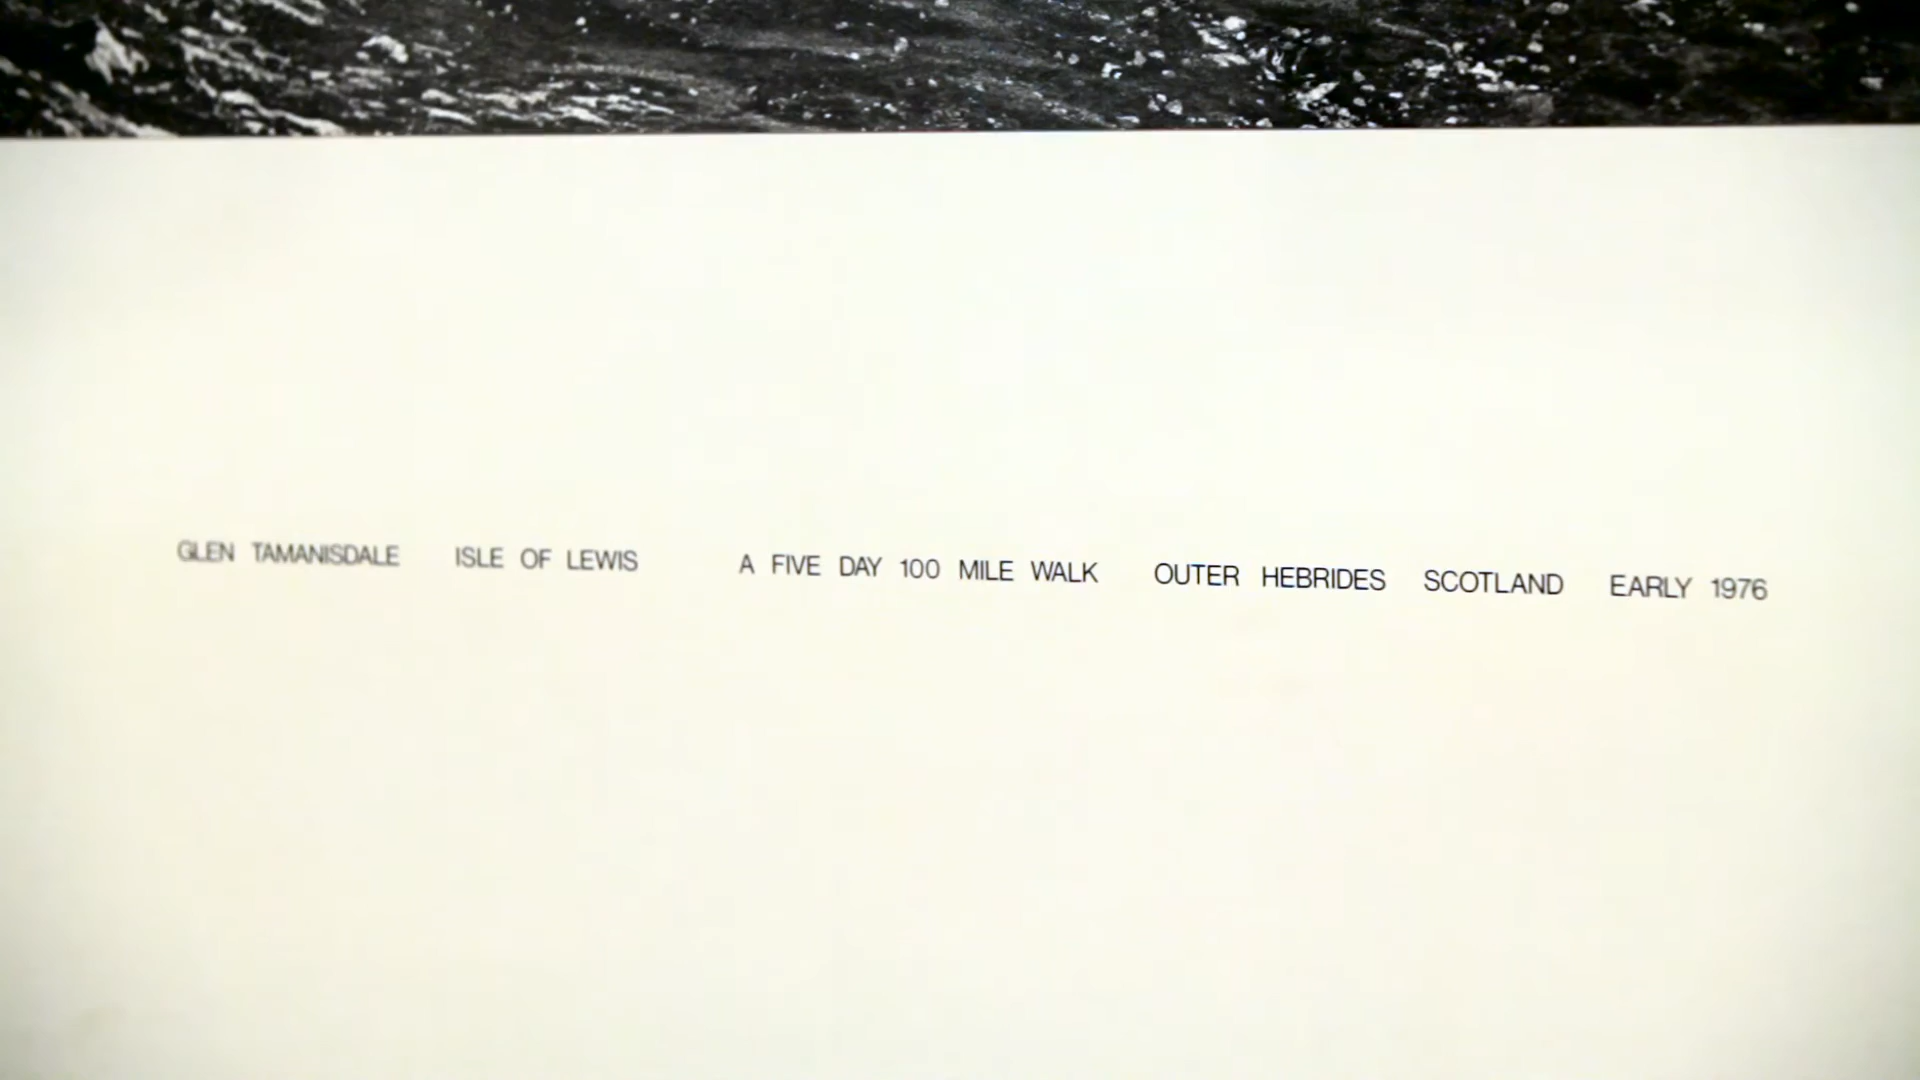 GLEN TAMANISDALE ISLE OF LEWIS A FIVE DAY 100 MILE WALK OUTER HEBRIDES SCOTLAND EARLY 1976